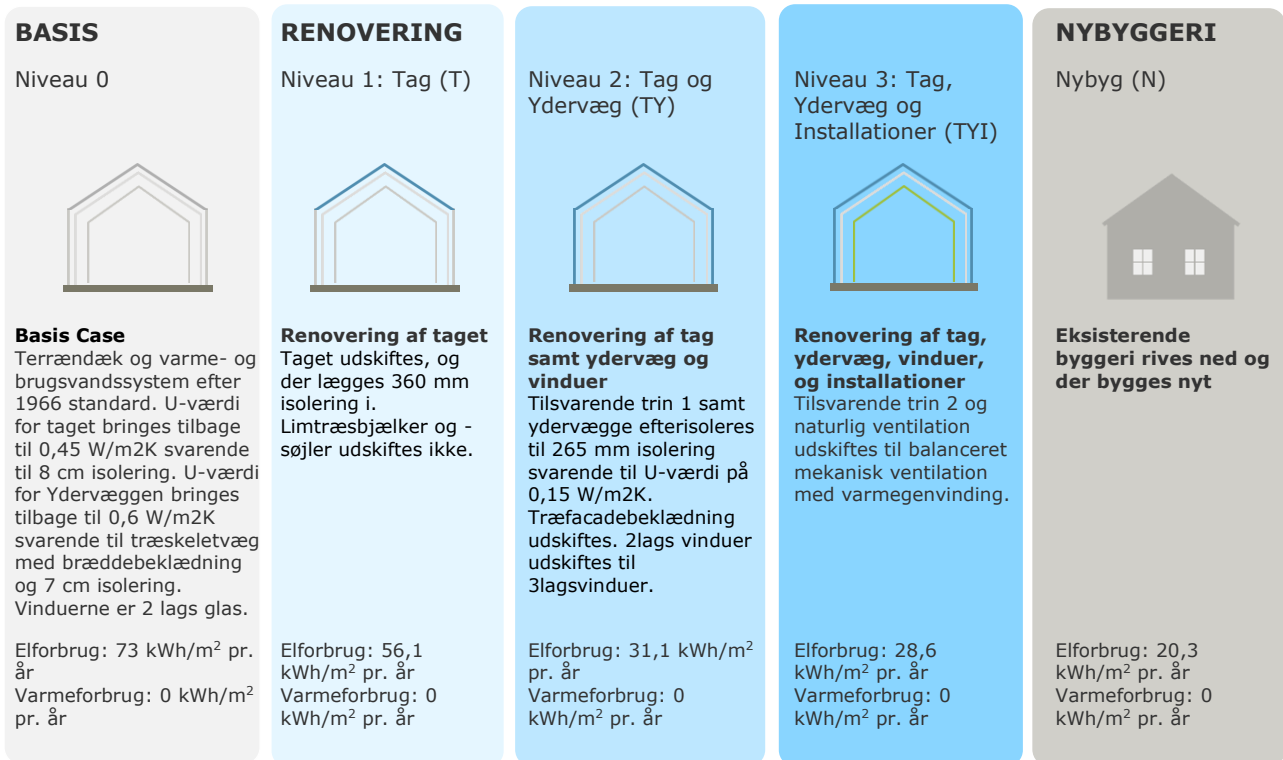 BASIS
Niveau 0
Basis Case
Terrændæk og varme- og
brugsvandssystem efter
1966 standard. U-værdi
for taget bringes tilbage
til 0,45 W/m2K svarende
til 8 cm isolering. U-værdi
for Ydervæggen bringes
tilbage til 0,6 W/m2K
svarende til træskeletvæg
med bræddebeklædning
og 7 cm isolering.
Vinduerne er 2 lags glas.
Elforbrug: 73 kWh/m² pr.
år
Varmeforbrug: 0 kWh/m²
pr. år
RENOVERING
Niveau 1: Tag (T)
Renovering af taget
Taget udskiftes, og
der lægges 360 mm
isolering i.
Limtræsbjælker og -
søjler udskiftes ikke.
Elforbrug: 56,1
kWh/m² pr. år
Varmeforbrug: 0
kWh/m² pr. år
Niveau 2: Tag og
Ydervæg (TY)
Renovering af tag
samt ydervæg og
vinduer
Tilsvarende trin 1 samt
ydervægge efterisoleres
til 265 mm isolering
svarende til U-værdi på
0,15 W/m2K.
Træfacadebeklædning
udskiftes. 2lags vinduer
udskiftes til
3lagsvinduer.
Elforbrug: 31,1 kWh/m²
pr. år
Varmeforbrug: 0
kWh/m² pr. år
Niveau 3: Tag,
Ydervæg og
Installationer (TYI)
Renovering af tag,
ydervæg, vinduer,
og installationer
Tilsvarende trin 2 og
naturlig ventilation
udskiftes til balanceret
mekanisk ventilation
med varmegenvinding.
Elforbrug: 28,6
kWh/m² pr. år
Varmeforbrug: 0
kWh/m² pr. år
NYBYGGERI
Nybyg (N)
Eksisterende
byggeri rives ned og
der bygges nyt
Elforbrug: 20,3
kWh/m² pr. år
Varmeforbrug: 0
kWh/m² pr. år